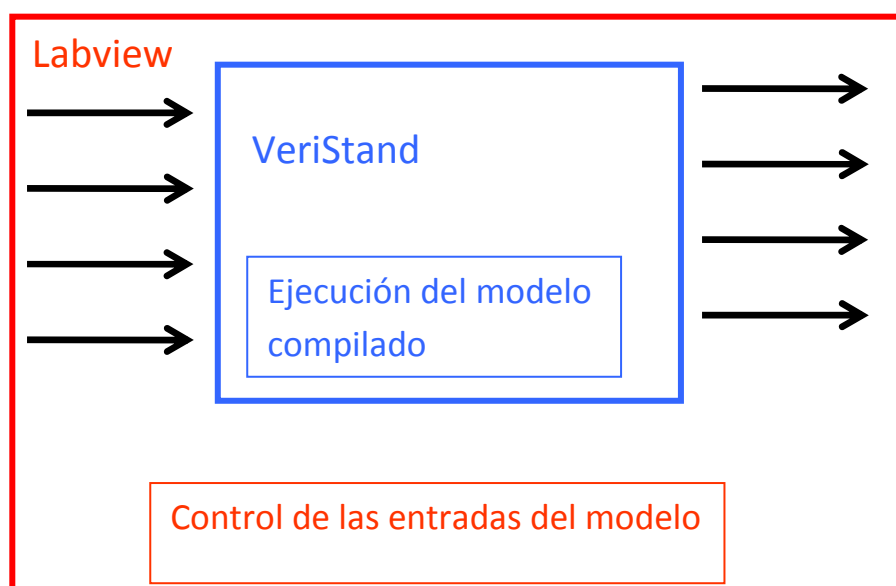 Labview
VeriStand
Ejecución del modelo
compilado
Control de las entradas del modelo